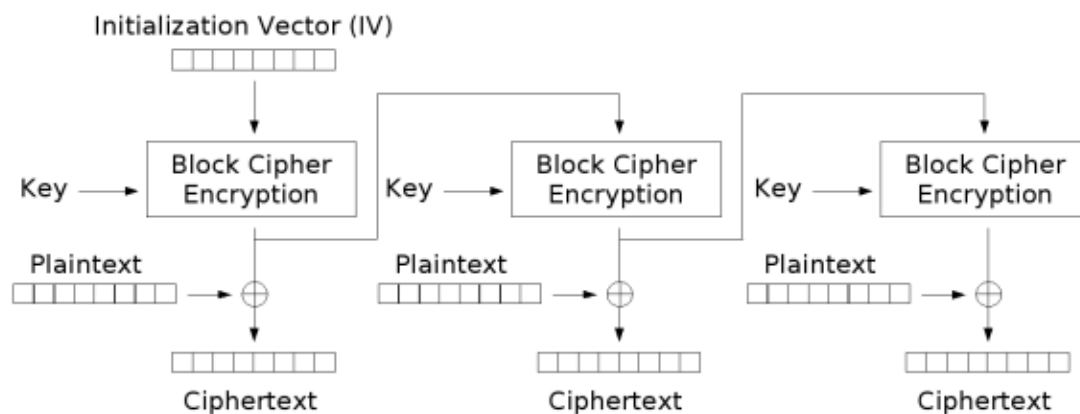 Initialization Vector (IV)
Block Cipher
Encryption
Key
Block Cipher
Encryption
Key
Block Cipher
Encryption
Key
Plaintext
Plaintext
Plaintext
Ciphertext
Ciphertext
Ciphertext